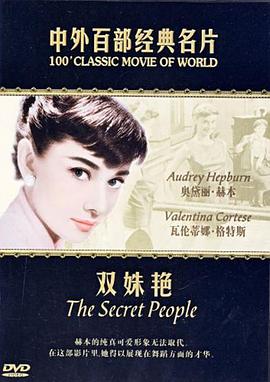 中外百部经典名片
100'CLASSIC MOVIE OF WORLD
Audrey Hepburn
奥黛丽·赫本
Valentina Cortese
瓦伦蒂娜·格特斯
双姝艳
The Secret People
赫本的纯真可爱形象无法取代。
在这部影片里她得以展现在舞蹈方面的才华。
DVD
VIDEO